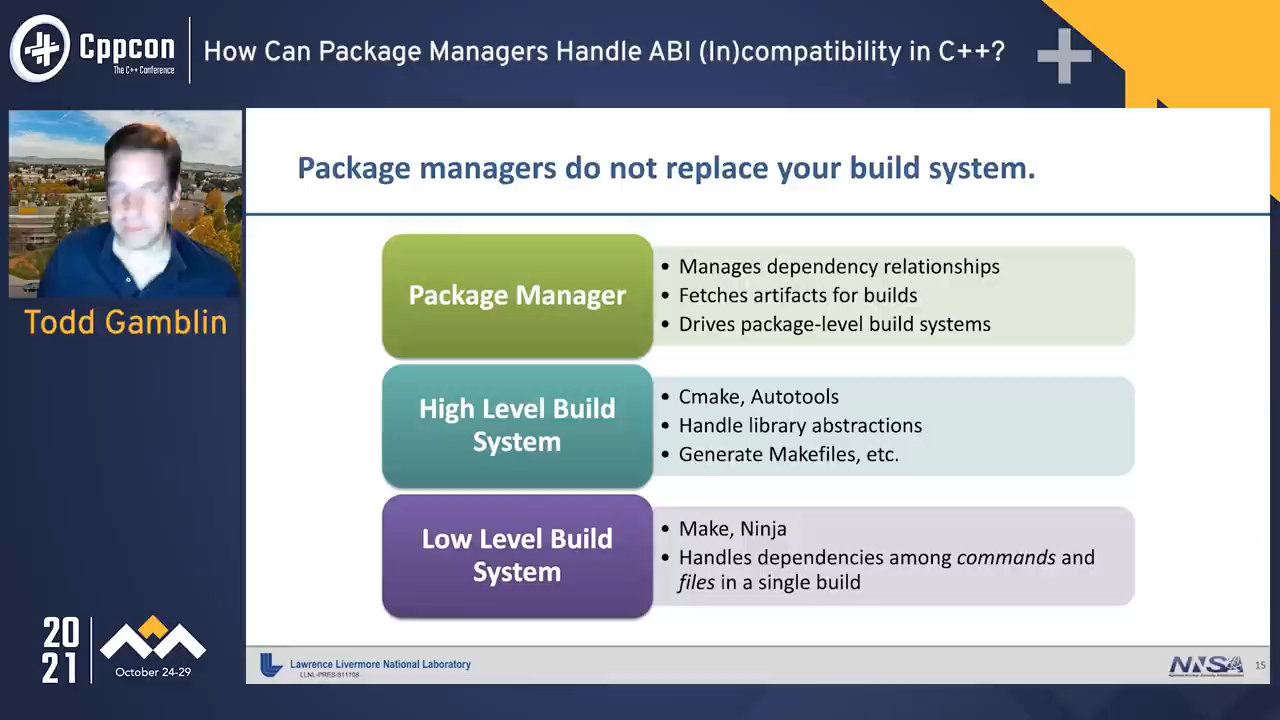 Cppcon
The C++ Conference
How Can Package Managers Handle ABI (In)compatibility in C++?
Todd Gamblin
Package managers do not replace your build system.
Package Manager
• Manages dependency relationships
• Fetches artifacts for builds
• Drives package-level build systems
High Level Build
System
• Cmake, Autotools
• Handle library abstractions
• Generate Makefiles, etc.
Low Level Build
System
• Make, Ninja
• Handles dependencies among commands and
files in a single build
20
21
October 24-29
Lawrence Livermore National Laboratory
LLNL-PRES-811108
NNSA
15